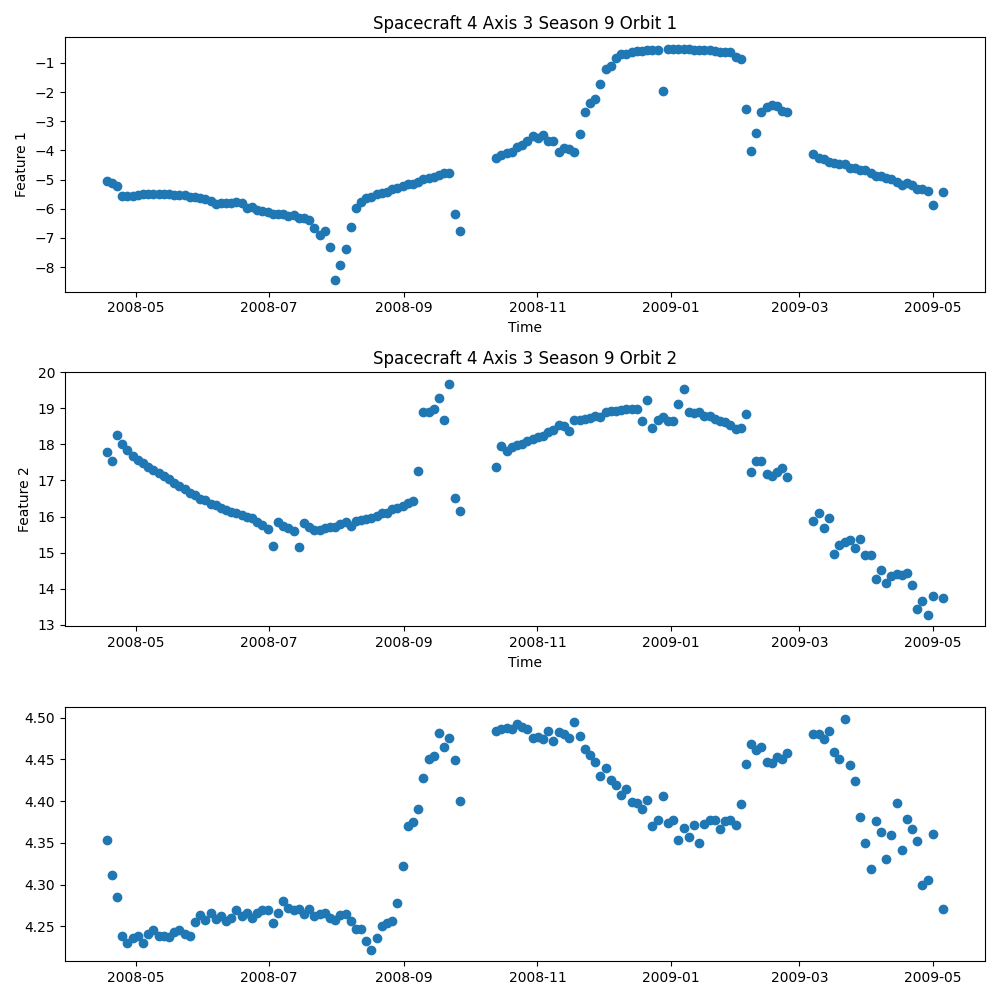 Spacecraft 4 Axis 3 Season 9 Orbit 1
−1
−2
−3
−4
−5
−6
−7
−8
Feature 1
2008-05 2008-07 2008-09 2008-11 2009-01 2009-03 2009-05
Time
Spacecraft 4 Axis 3 Season 9 Orbit 2
20
19
18
17
16
15
14
13
Feature 2
2008-05 2008-07 2008-09 2008-11 2009-01 2009-03 2009-05
Time
4.50
4.45
4.40
4.35
4.30
4.25
2008-05 2008-07 2008-09 2008-11 2009-01 2009-03 2009-05